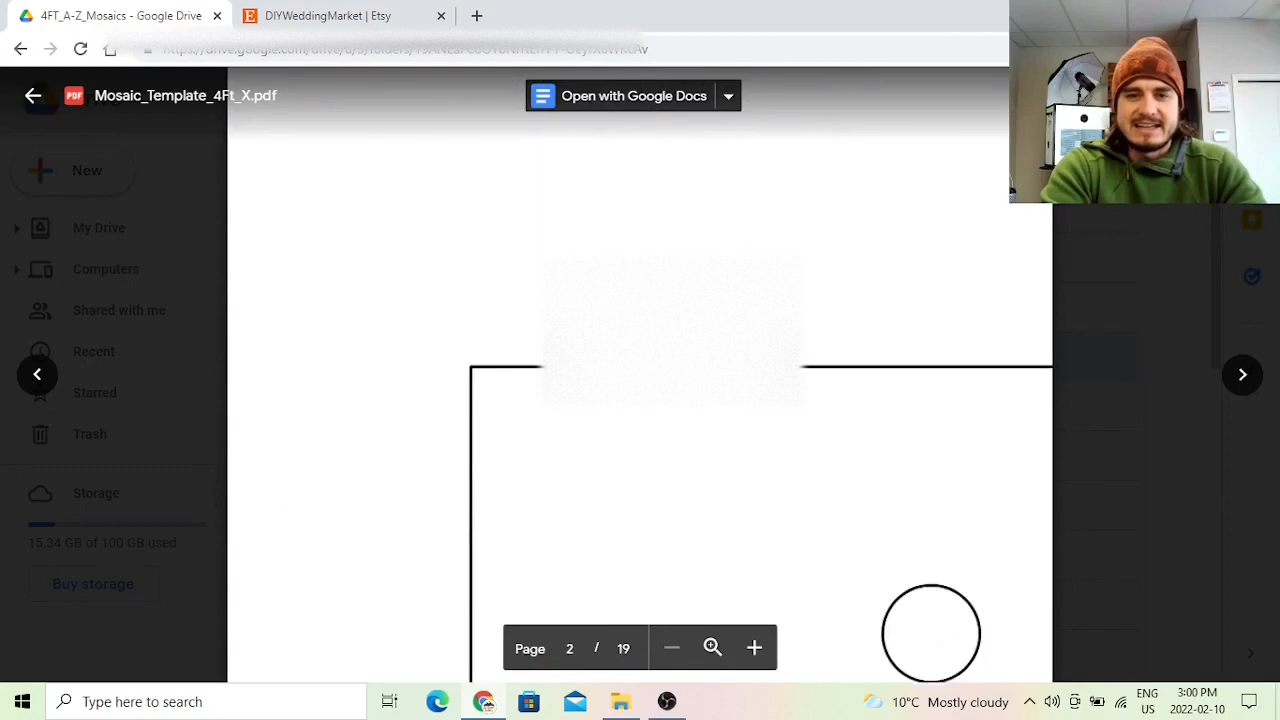 4FT_A-Z_Mosaics - Google Drive
DIYWeddingMarket | Etsy
Mosaic_Template_4Ft_X.pdf
Open with Google Docs
New
My Drive
Computers
Shared with me
Recent
Starred
Trash
Storage
15.34 GB of 100 GB used
Buy storage
Page 2 / 19
Type here to search
10°C Mostly cloudy
ENG
US
3:00 PM
2022-02-10